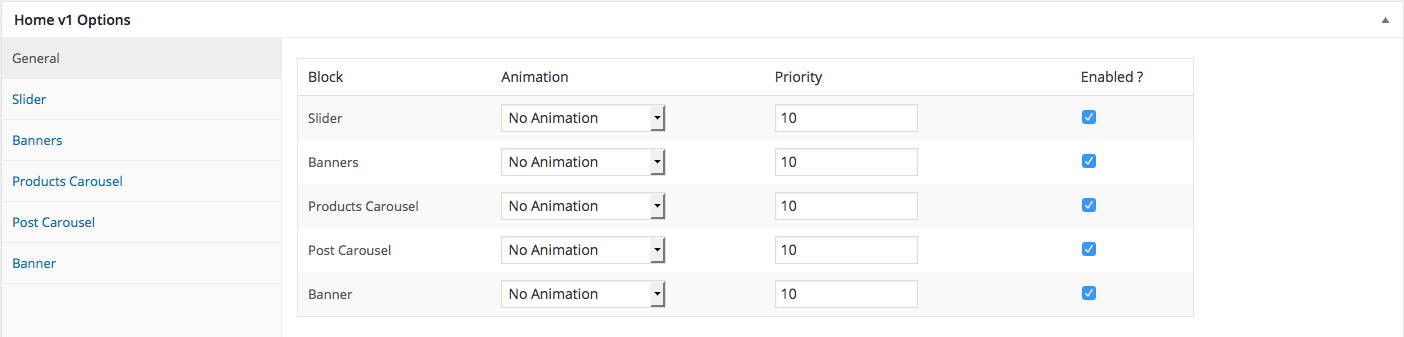 Home v1 Options
General
Slider
Banners
Products Carousel
Post Carousel
Banner
Block Animation Priority Enabled ?
Slider No Animation 10
Banners No Animation 10
Products Carousel No Animation 10
Post Carousel No Animation 10
Banner No Animation 10